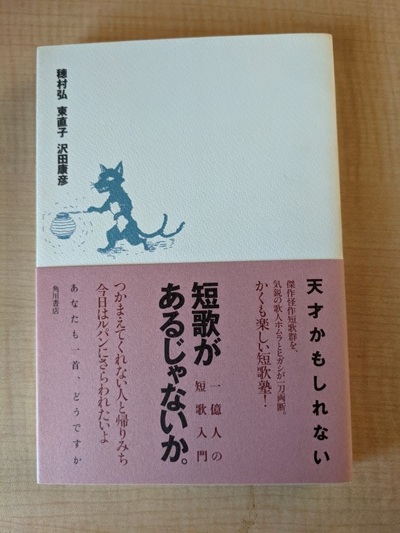 穂村弘 東直子 沢田康彦
天才かもしれない
傑作怪作短歌群を、
気鋭の歌人ホムラとヒガシが一刀両断。
かくも楽しい短歌塾！
一億人の
短歌入門
短歌が
あるじゃないか。
つかまえてくれない人と帰りみち
今日はルパンにさらわれたいよ
あなたも一首、どうですか
角川書店